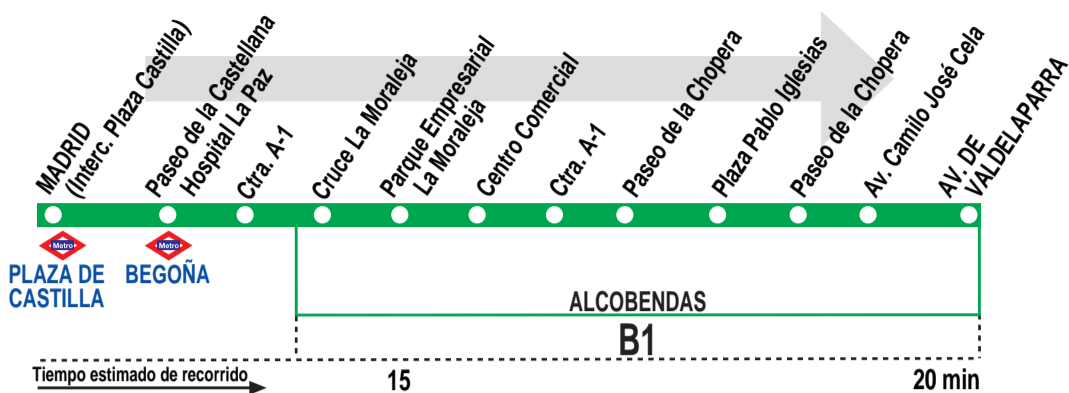 MADRID
(Interc. Plaza Castilla)
Paseo de la Castellana
Hospital La Paz
Ctra. A-1
Cruce La Moraleja
Parque Empresarial
La Moraleja
Centro Comercial
Ctra. A-1
Paseo de la Chopera
Plaza Pablo Iglesias
Paseo de la Chopera
Av. Camilo José Cela
AV. DE
VALDELAPARRA
Metro
Metro
PLAZA DE
CASTILLA
BEGOÑA
ALCOBENDAS
B1
Tiempo estimado de recorrido
15
20 min